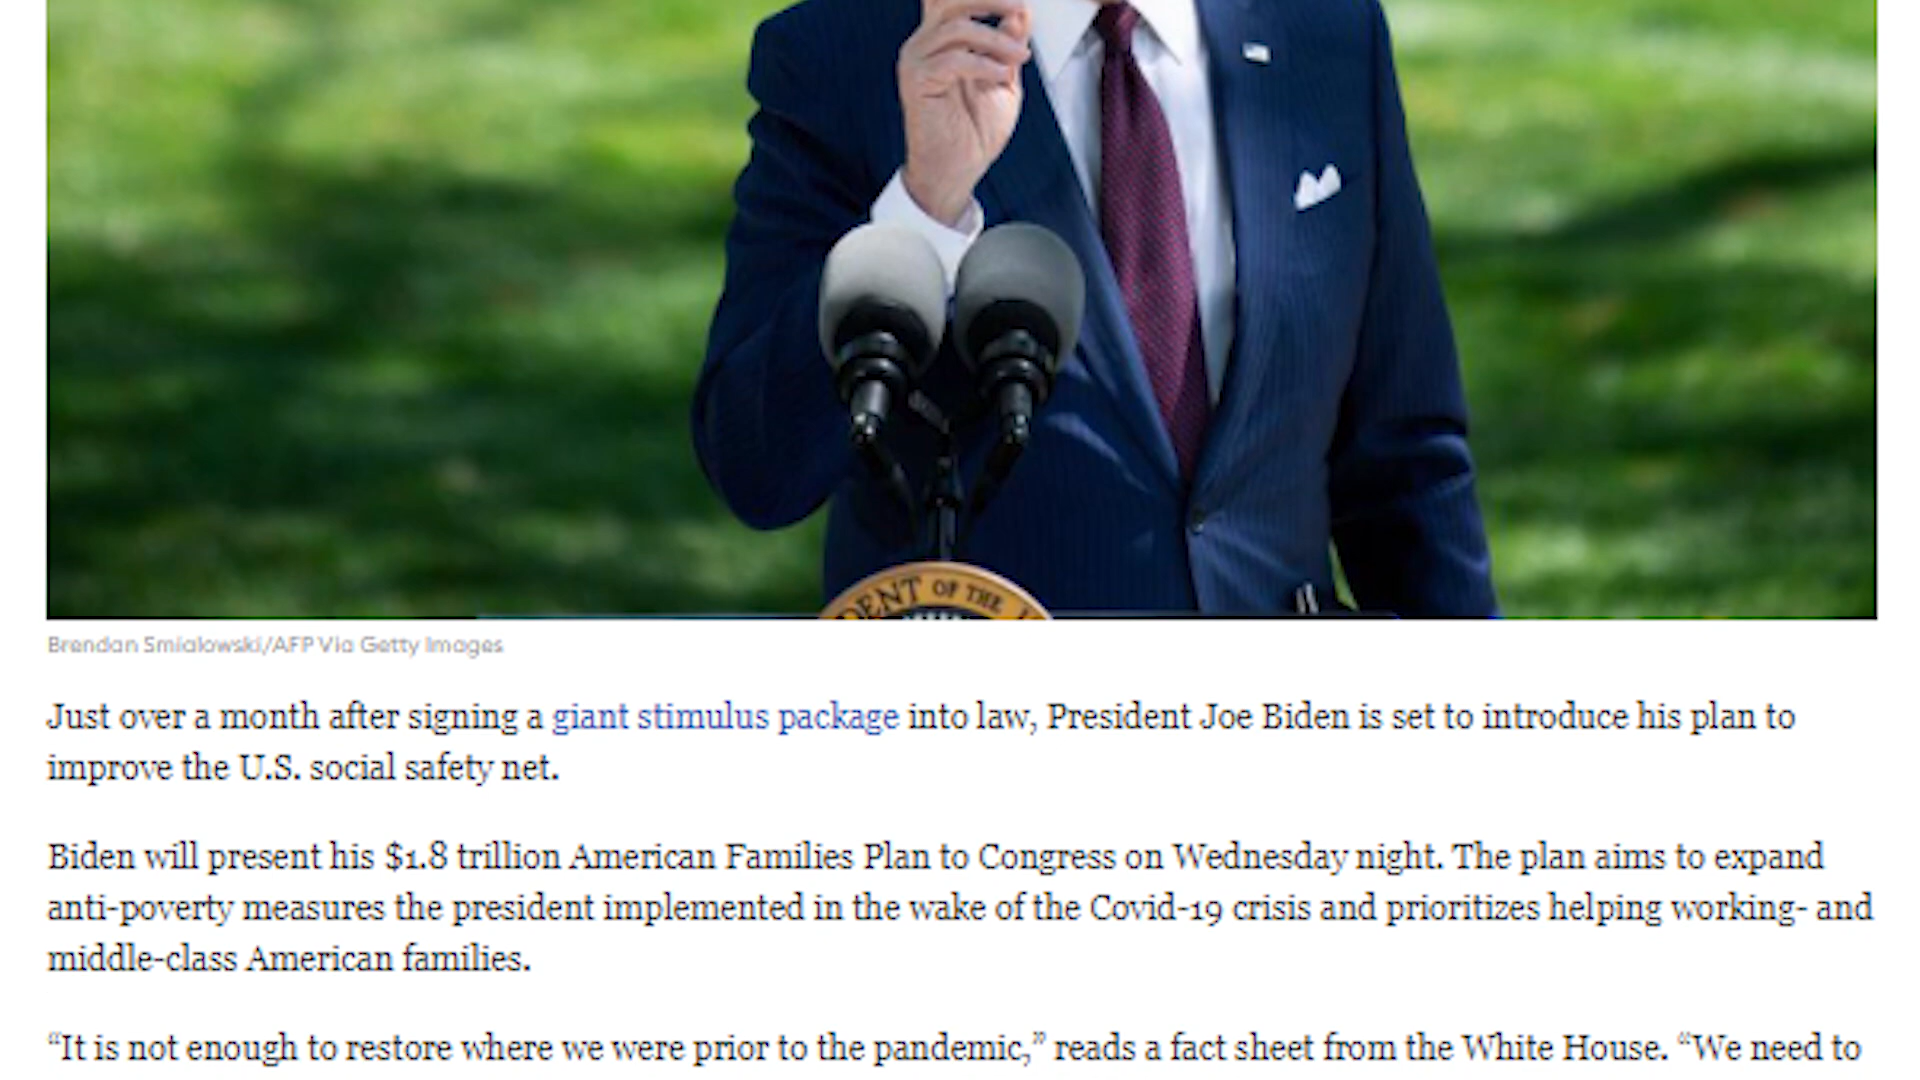 DENT OF THE
Brendan Smialowski/AFP Via Getty Images
Just over a month after signing a giant stimulus package into law, President Joe Biden is set to introduce his plan to
improve the U.S. social safety net.
Biden will present his $1.8 trillion American Families Plan to Congress on Wednesday night. The plan aims to expand
anti-poverty measures the president implemented in the wake of the Covid-19 crisis and prioritizes helping working- and
middle-class American families.
“It is not enough to restore where we were prior to the pandemic,” reads a fact sheet from the White House. “We need to